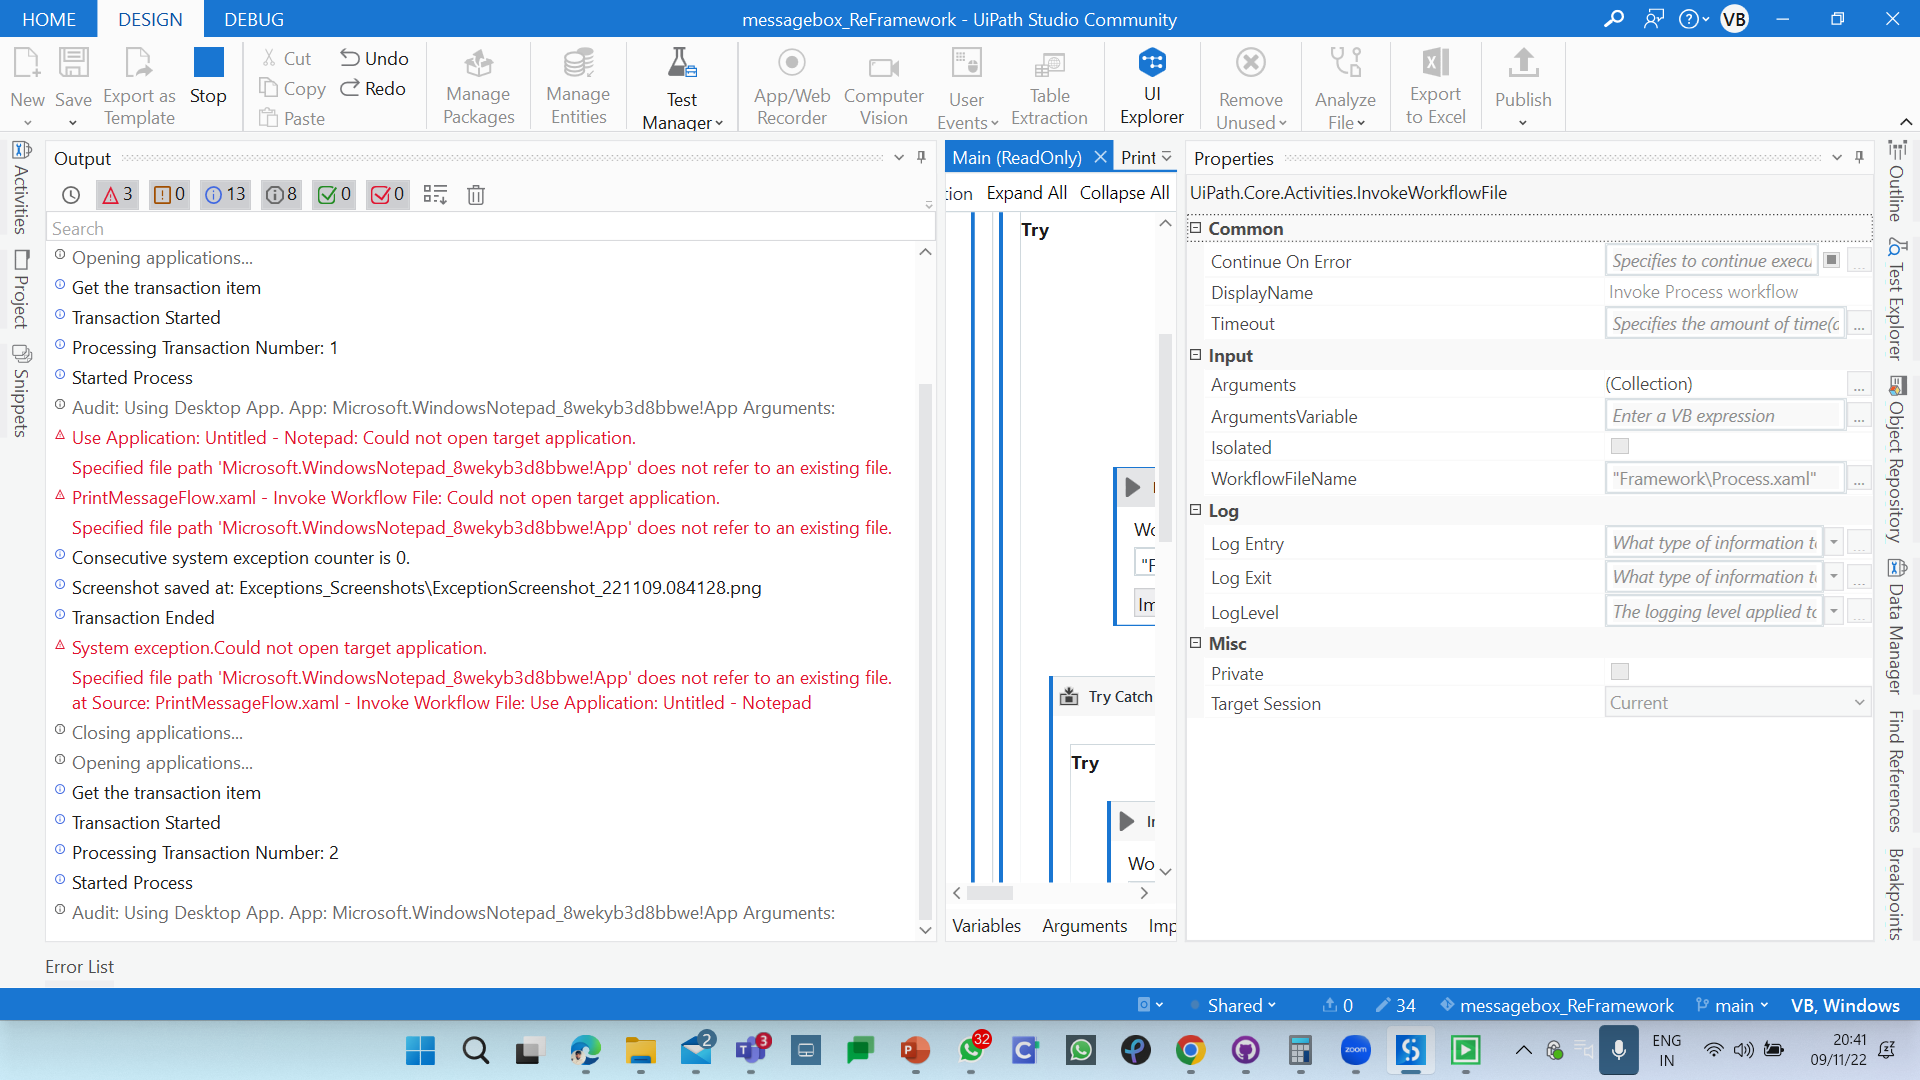 HOME DESIGN DEBUG messagebox_ReFramework - UiPath Studio Community VB
New Save Export as Template Stop
Cut Copy Paste
Undo Redo
Manage Packages
Manage Entities
Test Manager
App/Web Recorder
Computer Vision
User Events
Table Extraction
UI Explorer
Remove Unused
Analyze File
Export to Excel
Publish
Activities
Project
Snippets
Output
3 0 13 8 0 0
Search
Opening applications...
Get the transaction item
Transaction Started
Processing Transaction Number: 1
Started Process
Audit: Using Desktop App. App: Microsoft.WindowsNotepad_8wekyb3d8bbwe!App Arguments:
Use Application: Untitled - Notepad: Could not open target application.
Specified file path 'Microsoft.WindowsNotepad_8wekyb3d8bbwe!App' does not refer to an existing file.
PrintMessageFlow.xaml - Invoke Workflow File: Could not open target application.
Specified file path 'Microsoft.WindowsNotepad_8wekyb3d8bbwe!App' does not refer to an existing file.
Consecutive system exception counter is 0.
Screenshot saved at: Exceptions_Screenshots\ExceptionScreenshot_221109.084128.png
Transaction Ended
System exception.Could not open target application.
Specified file path 'Microsoft.WindowsNotepad_8wekyb3d8bbwe!App' does not refer to an existing file.
at Source: PrintMessageFlow.xaml - Invoke Workflow File: Use Application: Untitled - Notepad
Closing applications...
Opening applications...
Get the transaction item
Transaction Started
Processing Transaction Number: 2
Started Process
Audit: Using Desktop App. App: Microsoft.WindowsNotepad_8wekyb3d8bbwe!App Arguments:
Error List
Main (ReadOnly) Print
tion Expand All Collapse All
Try
Wo
"F
Im
Try Catch
Try
In
Wo
Variables Arguments Imp
Properties
UiPath.Core.Activities.InvokeWorkflowFile
Common
Continue On Error Specifies to continue execu ...
DisplayName Invoke Process workflow
Timeout Specifies the amount of time(c ...
Input
Arguments (Collection) ...
ArgumentsVariable Enter a VB expression ...
Isolated
WorkflowFileName "Framework\Process.xaml" ...
Log
Log Entry What type of information to ...
Log Exit What type of information to ...
LogLevel The logging level applied to ...
Misc
Private
Target Session Current
Outline
Test Explorer
Object Repository
Data Manager
Find References
Breakpoints
Shared 0 34 messagebox_ReFramework main VB, Windows
2 3 32 zoom
ENG IN
20:41
09/11/22